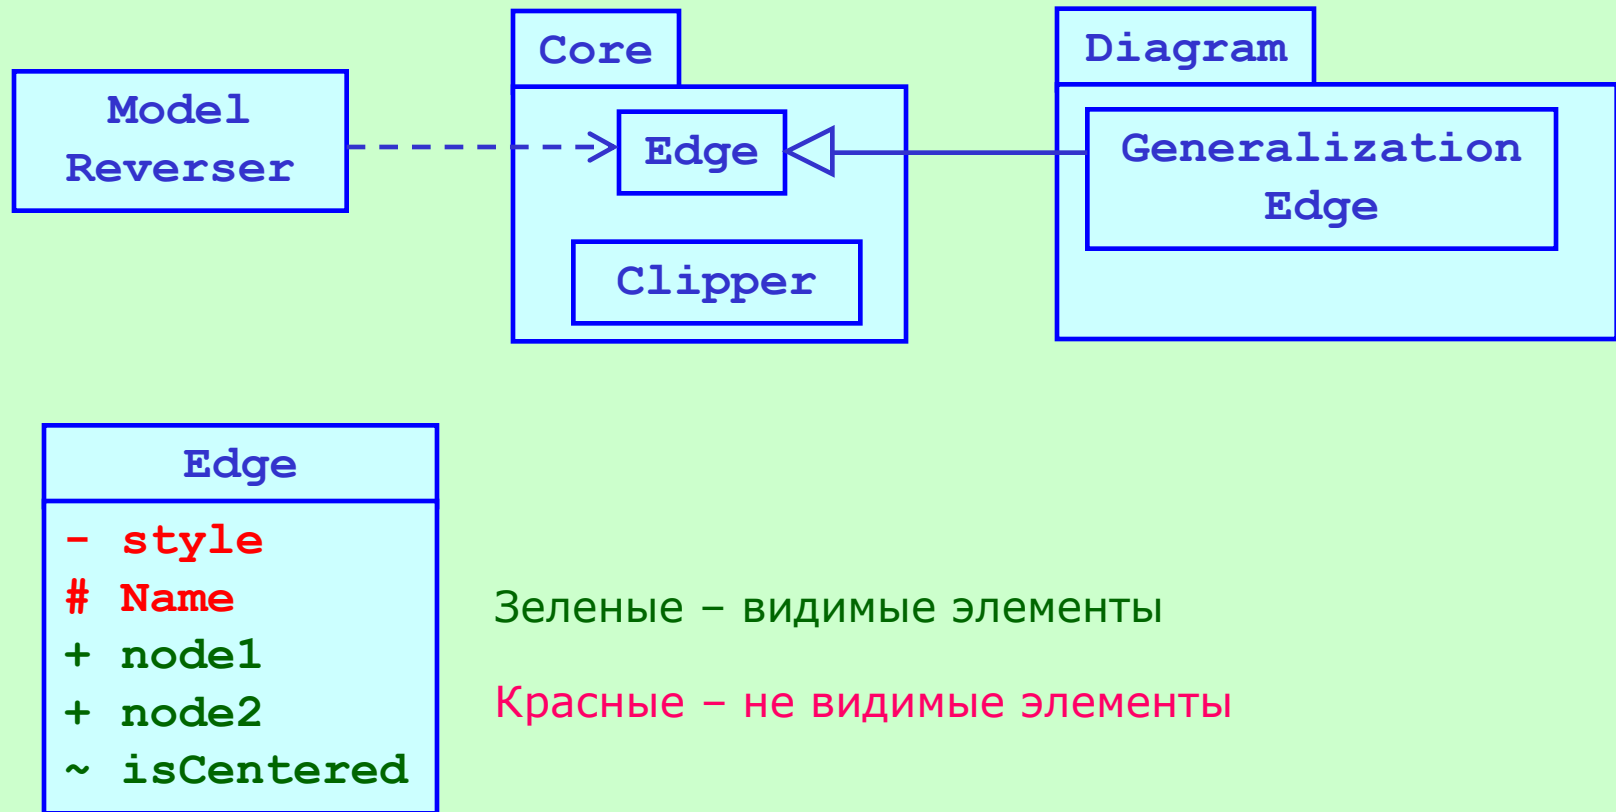 Core
Diagram
Model
Reverser
Edge
Generalization
Edge
Clipper
Edge
- style
# Name
+ node1
+ node2
~ isCentered
Зеленые – видимые элементы
Красные – не видимые элементы